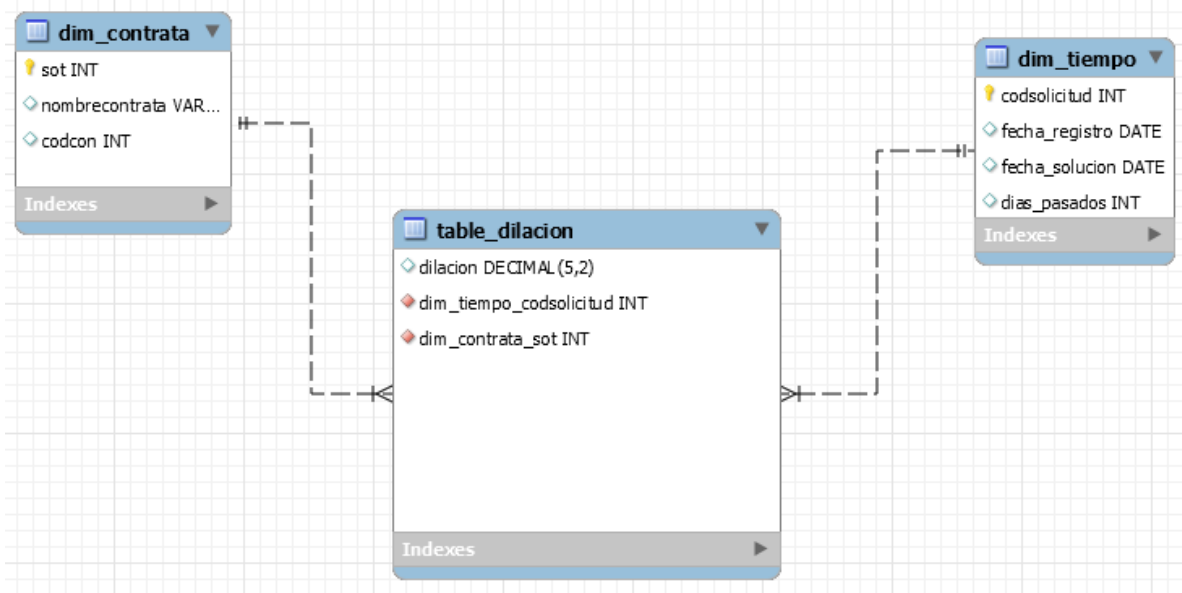 dim_contrata
sot INT
nombrecontrata VAR...
codcon INT
Indexes
dim_tiempo
codsolicitud INT
fecha_registro DATE
fecha_solucion DATE
dias_pasados INT
Indexes
table_dilacion
dilacion DECIMAL(5,2)
dim_tiempo_codsolicitud INT
dim_contrata_sot INT
Indexes